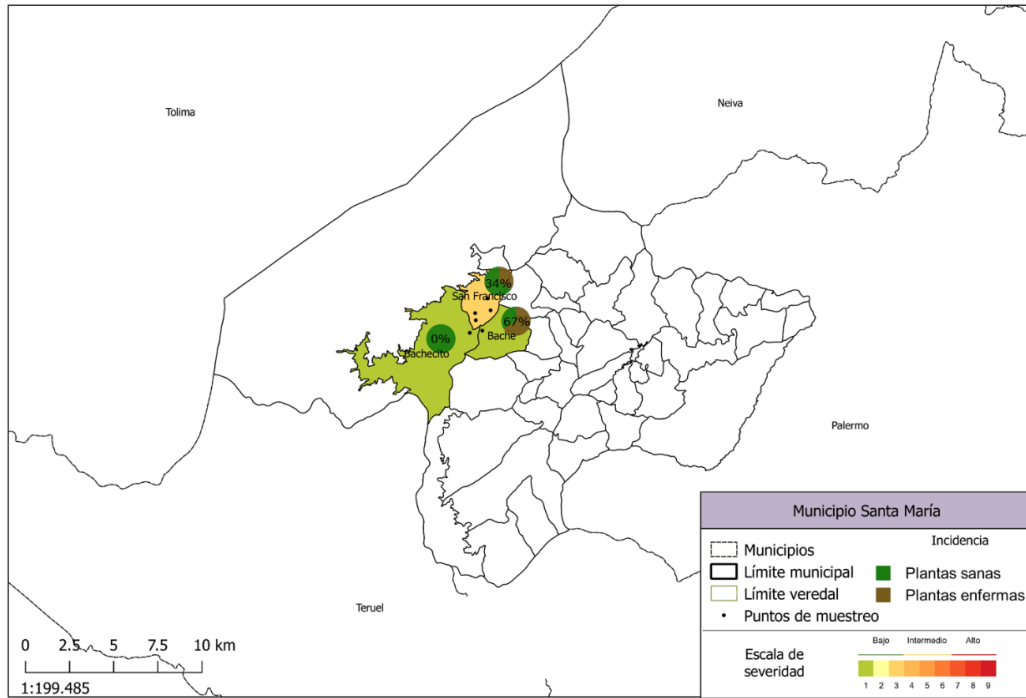 Tolima
Neiva
34%
San Francisco
67%
0%
Bache
Bachecito
Palermo
Teruel
0 2.5 5 7.5 10 km
1:199.485
Municipio Santa María
Incidencia
Municipios
Límite municipal
Plantas sanas
Límite veredal
Plantas enfermas
Puntos de muestreo
Escala de
severidad
Bajo Intermedio Alto
1 2 3 4 5 6 7 8 9